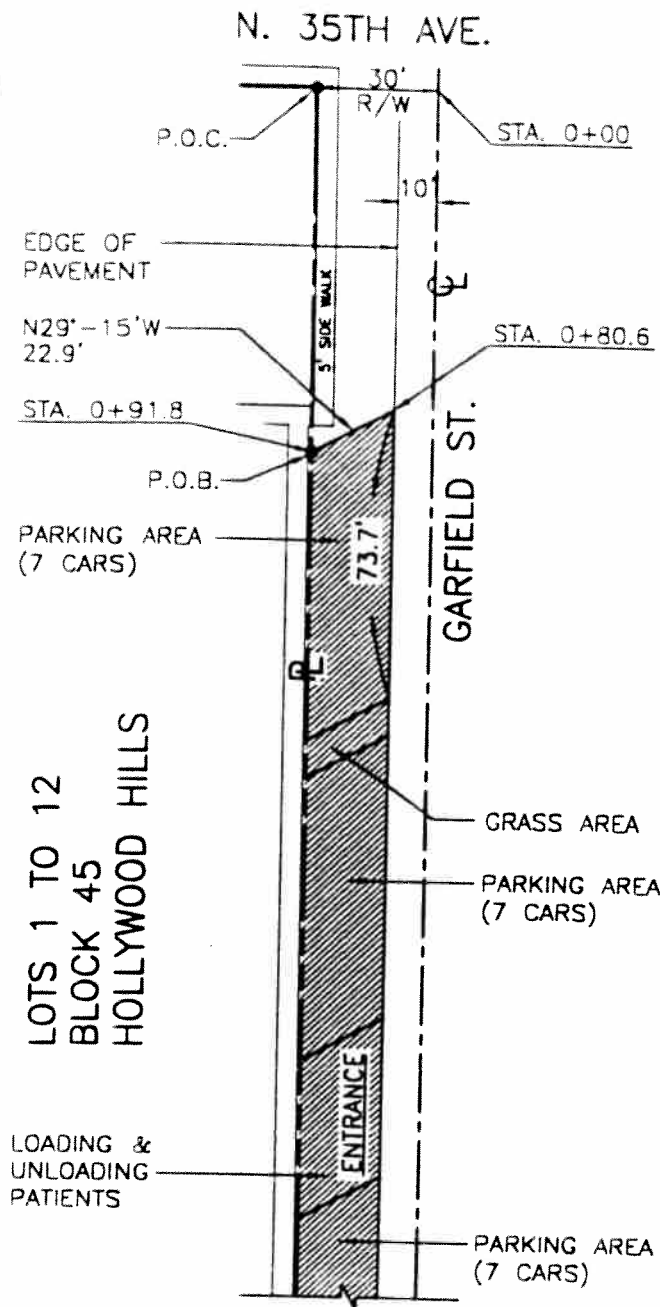 N. 35TH AVE.
30'
R/W
P.O.C.
STA. 0+00
10'
EDGE OF
PAVEMENT
℄
N29°-15'W
22.9'
5' SIDE WALK
STA. 0+80.6
STA. 0+91.8
P.O.B.
PARKING AREA
(7 CARS)
73.7'
GARFIELD ST.
PL
LOTS 1 TO 12
BLOCK 45
HOLLYWOOD HILLS
GRASS AREA
PARKING AREA
(7 CARS)
ENTRANCE
LOADING &
UNLOADING
PATIENTS
PARKING AREA
(7 CARS)